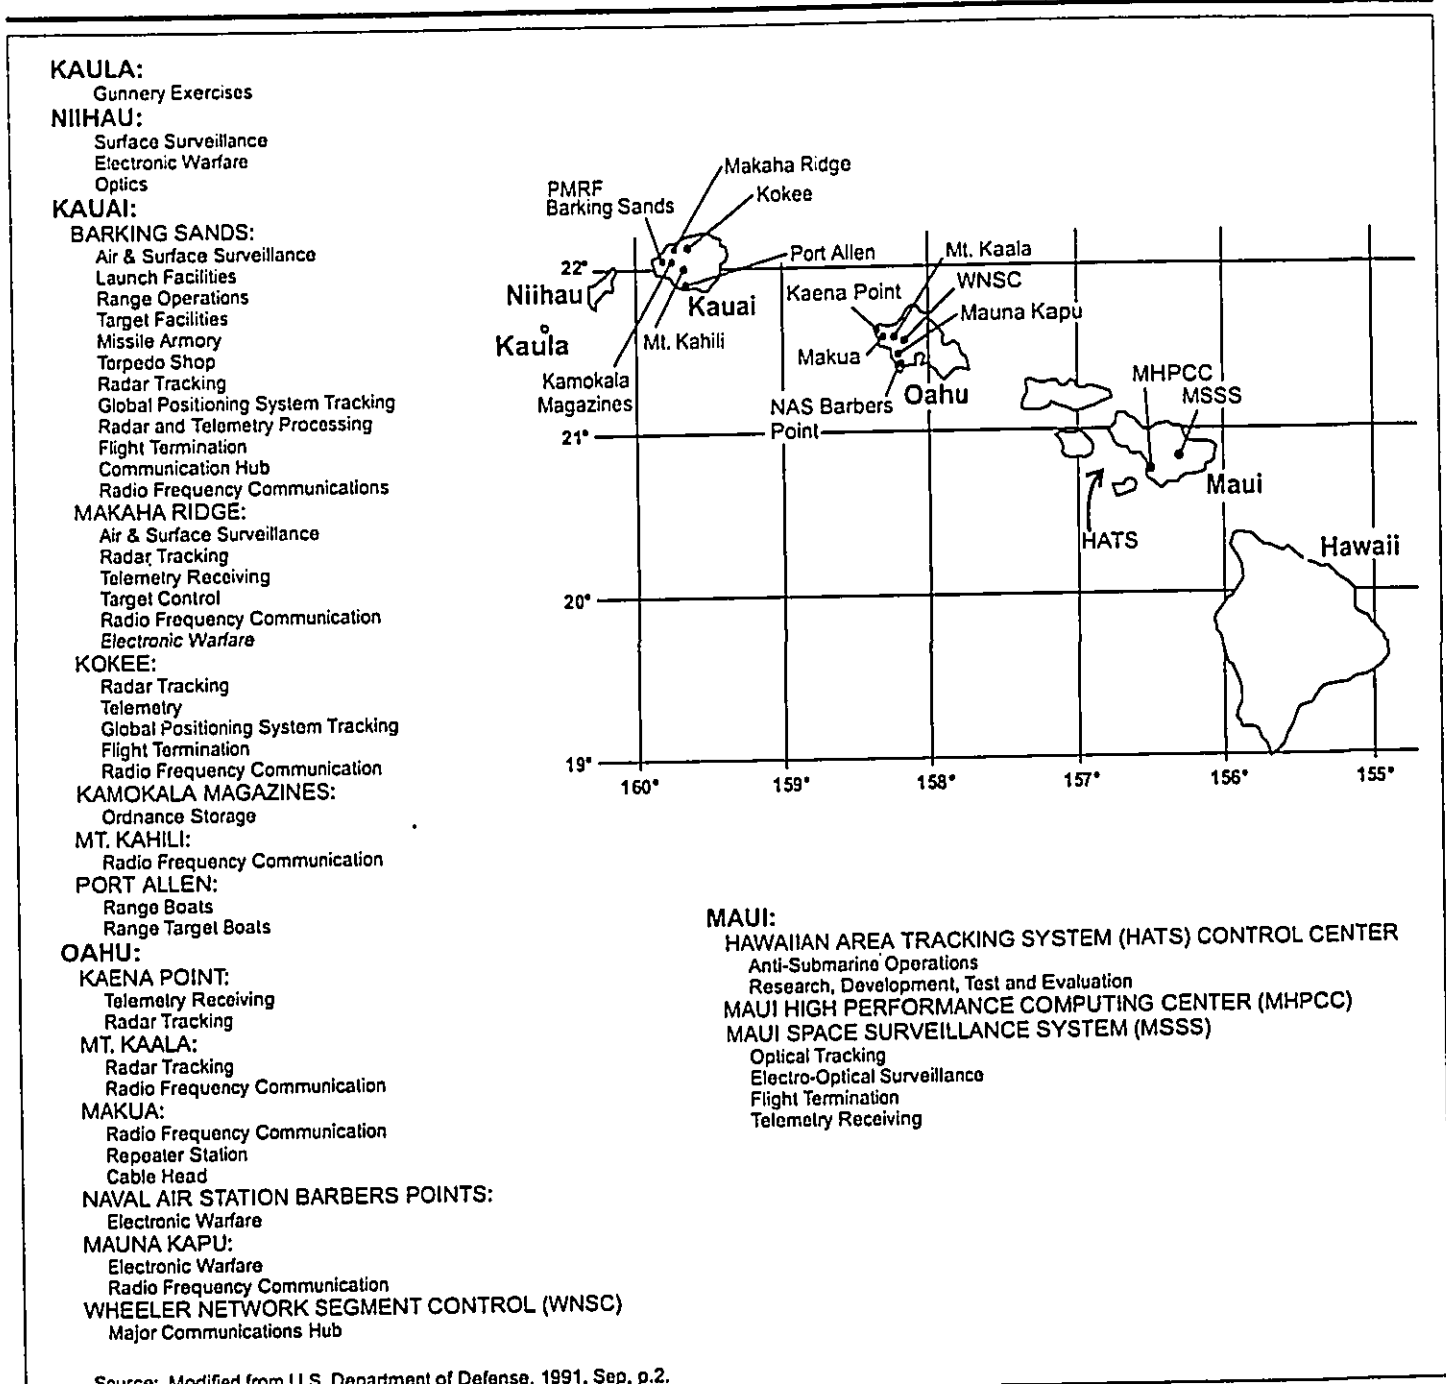 KAULA:
Gunnery Exercises
NIIHAU:
Surface Surveillance
Electronic Warfare
Optics
KAUAI:
BARKING SANDS:
Air & Surface Surveillance
Launch Facilities
Range Operations
Target Facilities
Missile Armory
Torpedo Shop
Radar Tracking
Global Positioning System Tracking
Radar and Telemetry Processing
Flight Termination
Communication Hub
Radio Frequency Communications
MAKAHA RIDGE:
Air & Surface Surveillance
Radar Tracking
Telemetry Receiving
Target Control
Radio Frequency Communication
Electronic Warfare
KOKEE:
Radar Tracking
Telemetry
Global Positioning System Tracking
Flight Termination
Radio Frequency Communication
KAMOKALA MAGAZINES:
Ordnance Storage
MT. KAHILI:
Radio Frequency Communication
PORT ALLEN:
Range Boats
Range Target Boats
OAHU:
KAENA POINT:
Telemetry Receiving
Radar Tracking
MT. KAALA:
Radar Tracking
Radio Frequency Communication
MAKUA:
Radio Frequency Communication
Repeater Station
Cable Head
NAVAL AIR STATION BARBERS POINTS:
Electronic Warfare
MAUNA KAPU:
Electronic Warfare
Radio Frequency Communication
WHEELER NETWORK SEGMENT CONTROL (WNSC)
Major Communications Hub
Source: Modified from U.S. Department of Defense, 1991, Sep, p.2.
Makaha Ridge
Kokee
PMRF
Barking Sands
Port Allen
Mt. Kaala
WNSC
Kaena Point
Mauna Kapu
22°
Niihau
Kauai
Kaula
Mt. Kahili
Makua
Kamokala
Magazines
NAS Barbers
Point
Oahu
MHPCC
MSSS
21°
Maui
HATS
Hawaii
20°
19°
160°
159°
158°
157°
156°
155°
MAUI:
HAWAIIAN AREA TRACKING SYSTEM (HATS) CONTROL CENTER
Anti-Submarine Operations
Research, Development, Test and Evaluation
MAUI HIGH PERFORMANCE COMPUTING CENTER (MHPCC)
MAUI SPACE SURVEILLANCE SYSTEM (MSSS)
Optical Tracking
Electro-Optical Surveillance
Flight Termination
Telemetry Receiving